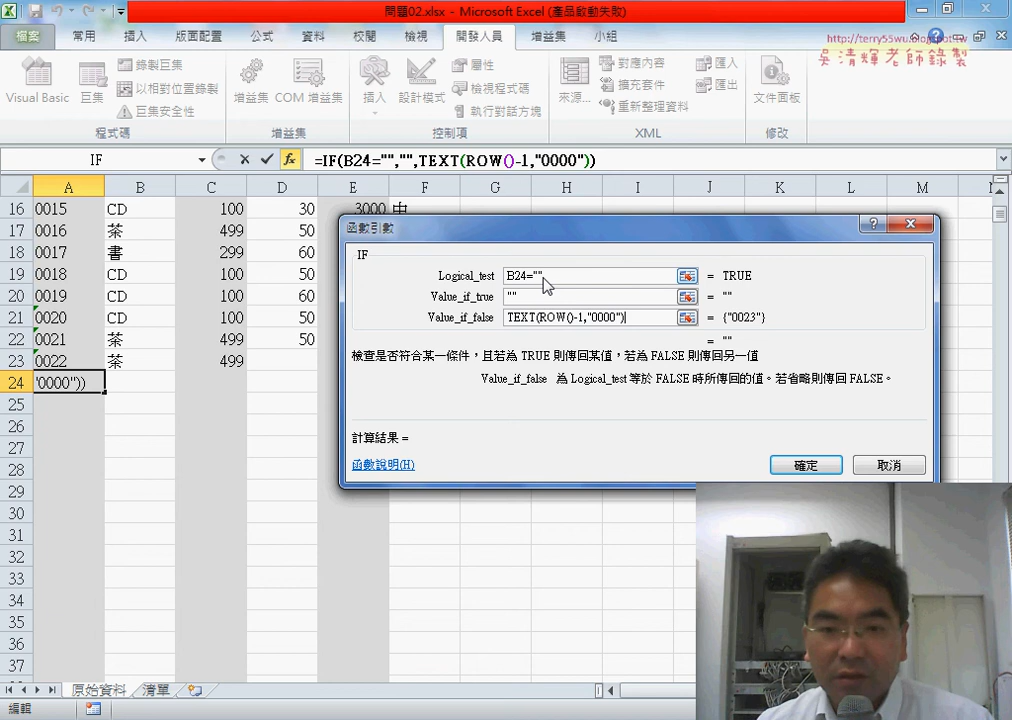 問題02.xlsx - Microsoft Excel (產品啟動失敗)
檔案 常用 插入 版面配置 公式 資料 校閱 檢視 開發人員 增益集 小組
http://terry55wu.blogspot.tw
吳清輝老師錄製
Visual Basic 巨集 錄製巨集 以相對位置錄製 巨集安全性
增益集 COM 增益集
插入 設計模式 屬性 檢視程式碼 執行對話方塊
來源... 對應內容 擴充套件 重新整理資料 匯入 匯出
文件面板
程式碼 增益集 控制項 XML 修改
IF =IF(B24="","",TEXT(ROW()-1,"0000"))
A B C D E F G H I J K L M
16 0015 CD 100 30 3000 中
17 0016 茶 499 50
18 0017 書 299 60
19 0018 CD 100 50
20 0019 CD 100 60
21 0020 CD 100 50
22 0021 茶 499 50
23 0022 茶 499
24 '0000"))
25
26
27
28
29
30
31
32
33
34
35
36
37
函數引數
IF
Logical_test B24="" = TRUE
Value_if_true "" = ""
Value_if_false TEXT(ROW()-1,"0000") = {"0023"}
= ""
檢查是否符合某一條件，且若為 TRUE 則傳回某值，若為 FALSE 則傳回另一值
Value_if_false 為 Logical_test 等於 FALSE 時所傳回的值。若省略則傳回 FALSE。
計算結果 =
函數說明(H)
確定 取消
原始資料 清單
編輯